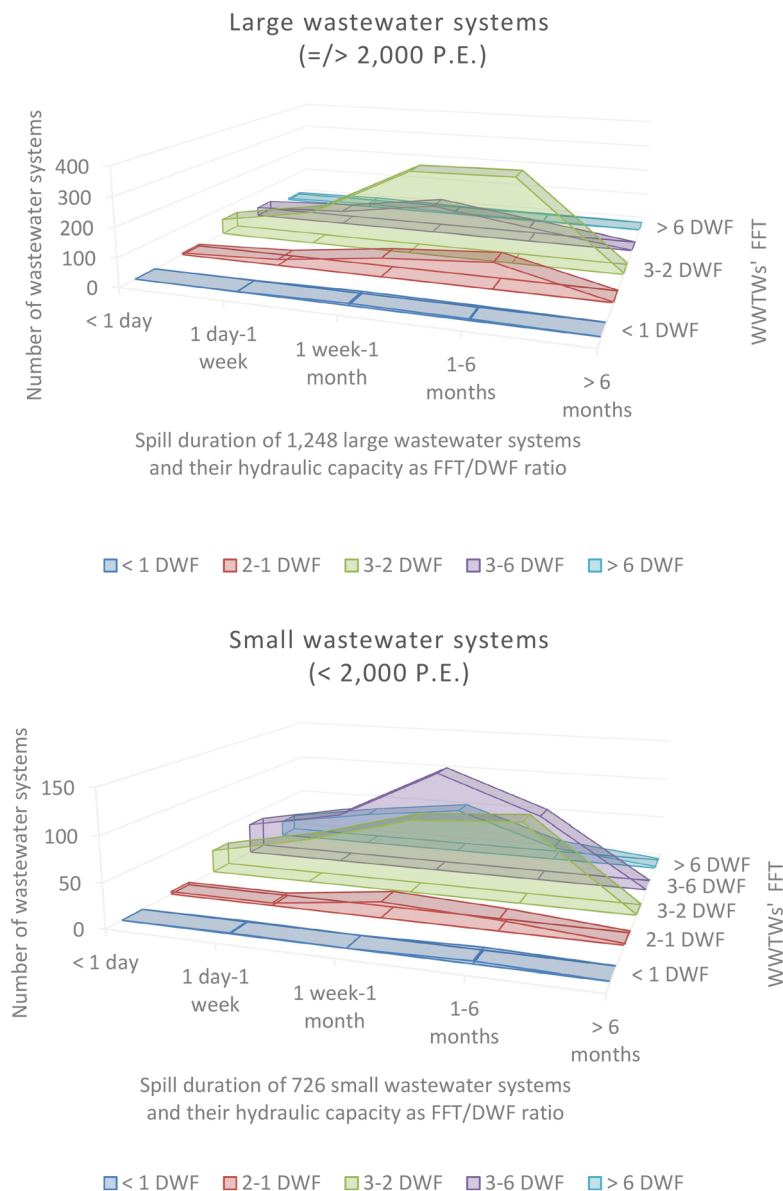 Large wastewater systems
(=/> 2,000 P.E.)
Number of wastewater systems
400
300
200
100
0
< 1 day
1 day-1
week
1 week-1
month
1-6
months
> 6
months
> 6 DWF
3-2 DWF
< 1 DWF
WWTWs' FFT
Spill duration of 1,248 large wastewater systems
and their hydraulic capacity as FFT/DWF ratio
< 1 DWF 2-1 DWF 3-2 DWF 3-6 DWF > 6 DWF
Small wastewater systems
(< 2,000 P.E.)
Number of wastewater systems
150
100
50
0
< 1 day
1 day-1
week
1 week-1
month
1-6
months
> 6
months
> 6 DWF
3-6 DWF
3-2 DWF
2-1 DWF
< 1 DWF
WWTWs' FFT
Spill duration of 726 small wastewater systems
and their hydraulic capacity as FFT/DWF ratio
< 1 DWF 2-1 DWF 3-2 DWF 3-6 DWF > 6 DWF